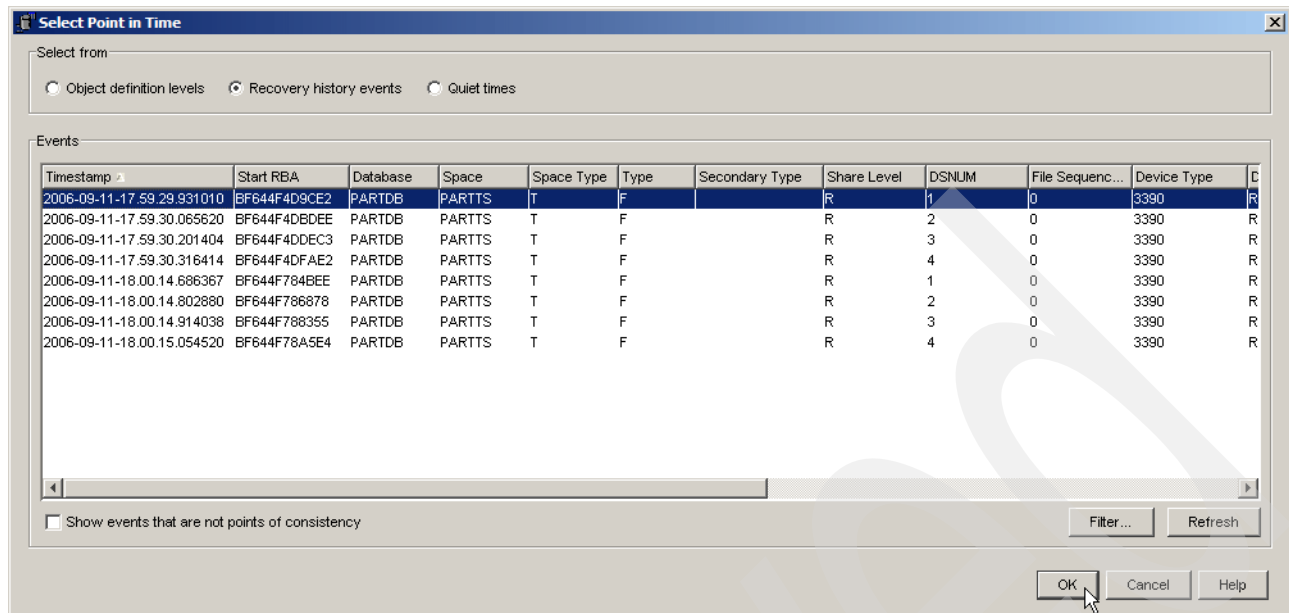 Select Point in Time
Select from
Object definition levels Recovery history events Quiet times
Events
Timestamp Start RBA Database Space Space Type Type Secondary Type Share Level DSNUM File Sequenc... Device Type D
2006-09-11-17.59.29.931010 BF644F4D9CE2 PARTDB PARTTS T F R 1 0 3390 R
2006-09-11-17.59.30.065620 BF644F4DBDEE PARTDB PARTTS T F R 2 0 3390 R
2006-09-11-17.59.30.201404 BF644F4DDEC3 PARTDB PARTTS T F R 3 0 3390 R
2006-09-11-17.59.30.316414 BF644F4DFAE2 PARTDB PARTTS T F R 4 0 3390 R
2006-09-11-18.00.14.686367 BF644F784BEE PARTDB PARTTS T F R 1 0 3390 R
2006-09-11-18.00.14.802880 BF644F786878 PARTDB PARTTS T F R 2 0 3390 R
2006-09-11-18.00.14.914038 BF644F788355 PARTDB PARTTS T F R 3 0 3390 R
2006-09-11-18.00.15.054520 BF644F78A5E4 PARTDB PARTTS T F R 4 0 3390 R
Show events that are not points of consistency Filter... Refresh
OK Cancel Help